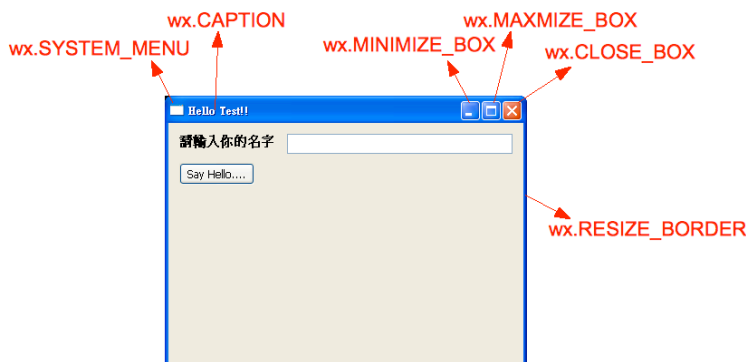 wx.CAPTION
wx.MAXMIZE_BOX
wx.SYSTEM_MENU
wx.MINIMIZE_BOX
wx.CLOSE_BOX
Hello Test!!
請輸入你的名字
Say Hello....
wx.RESIZE_BORDER